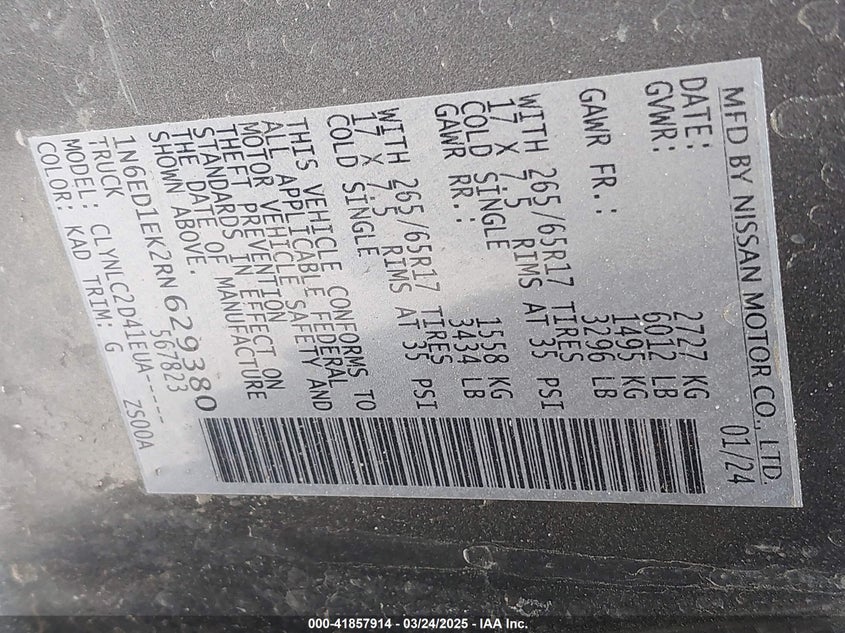 MFD BY NISSAN MOTOR CO., LTD.
DATE: 01/24
GVWR: 2727 KG
6012 LB
GAWR FR.: 1495 KG
3296 LB
WITH 265/65R17 TIRES
17 X 7.5 RIMS AT 35 PSI
COLD SINGLE
GAWR RR.: 1558 KG
3434 LB
WITH 265/65R17 TIRES
17 X 7.5 RIMS AT 35 PSI
COLD SINGLE
THIS VEHICLE CONFORMS TO
ALL APPLICABLE FEDERAL
MOTOR VEHICLE SAFETY AND
THEFT PREVENTION
STANDARDS IN EFFECT ON
THE DATE OF MANUFACTURE
SHOWN ABOVE.
1N6ED1EK2RN629380
TRUCK 567823
MODEL: CLYNLC2D41EUA-----
COLOR: KAD TRIM: G ZS00A
000-41857914 - 03/24/2025 - IAA Inc.